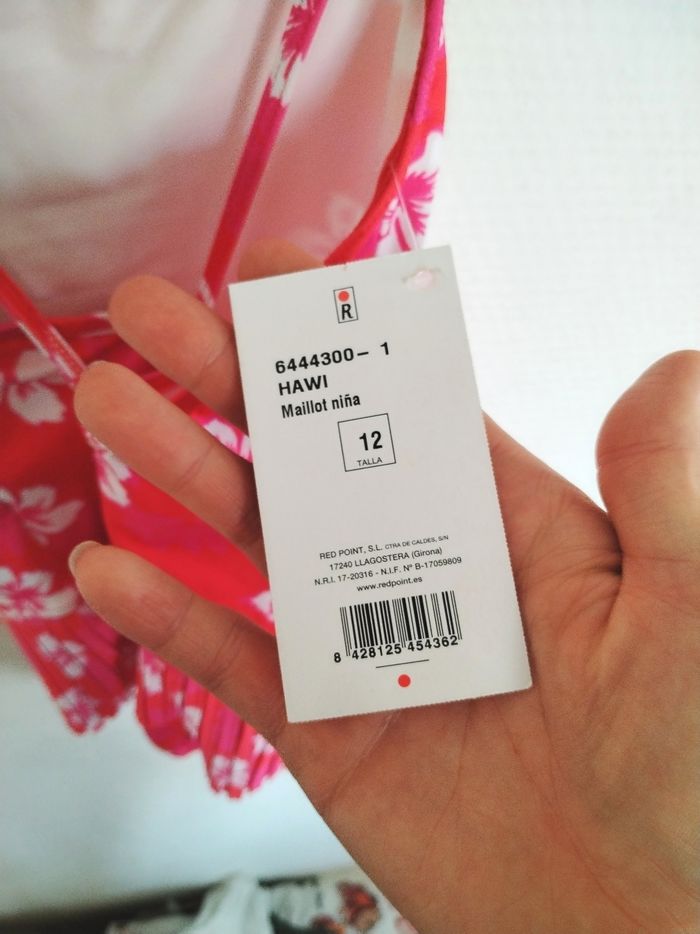 R
6444300- 1
HAWI
Maillot niña
12
TALLA
RED POINT, S.L. CTRA DE CALDES, S/N
17240 LLAGOSTERA (Girona)
N.R.I. 17-20316 - N.I.F. Nº B-17059809
www.redpoint.es
8 428125 454362